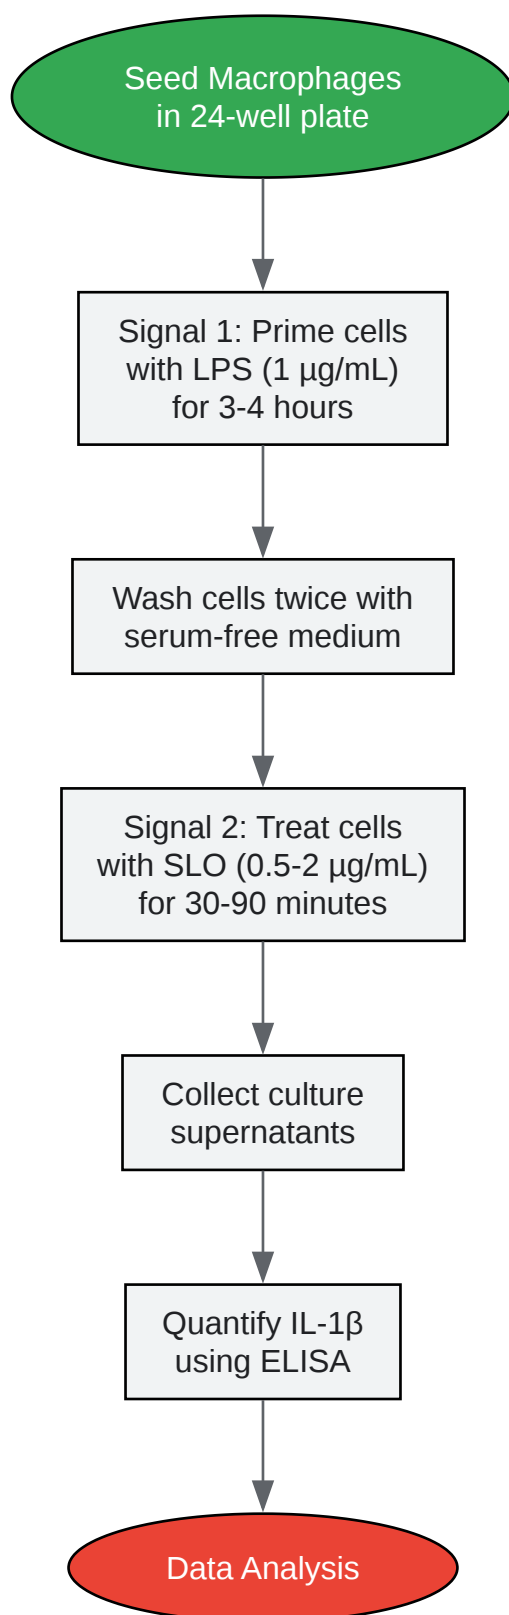 Seed Macrophages
in 24-well plate
Signal 1: Prime cells
with LPS (1 µg/mL)
for 3-4 hours
Wash cells twice with
serum-free medium
Signal 2: Treat cells
with SLO (0.5-2 µg/mL)
for 30-90 minutes
Collect culture
supernatants
Quantify IL-1β
using ELISA
Data Analysis